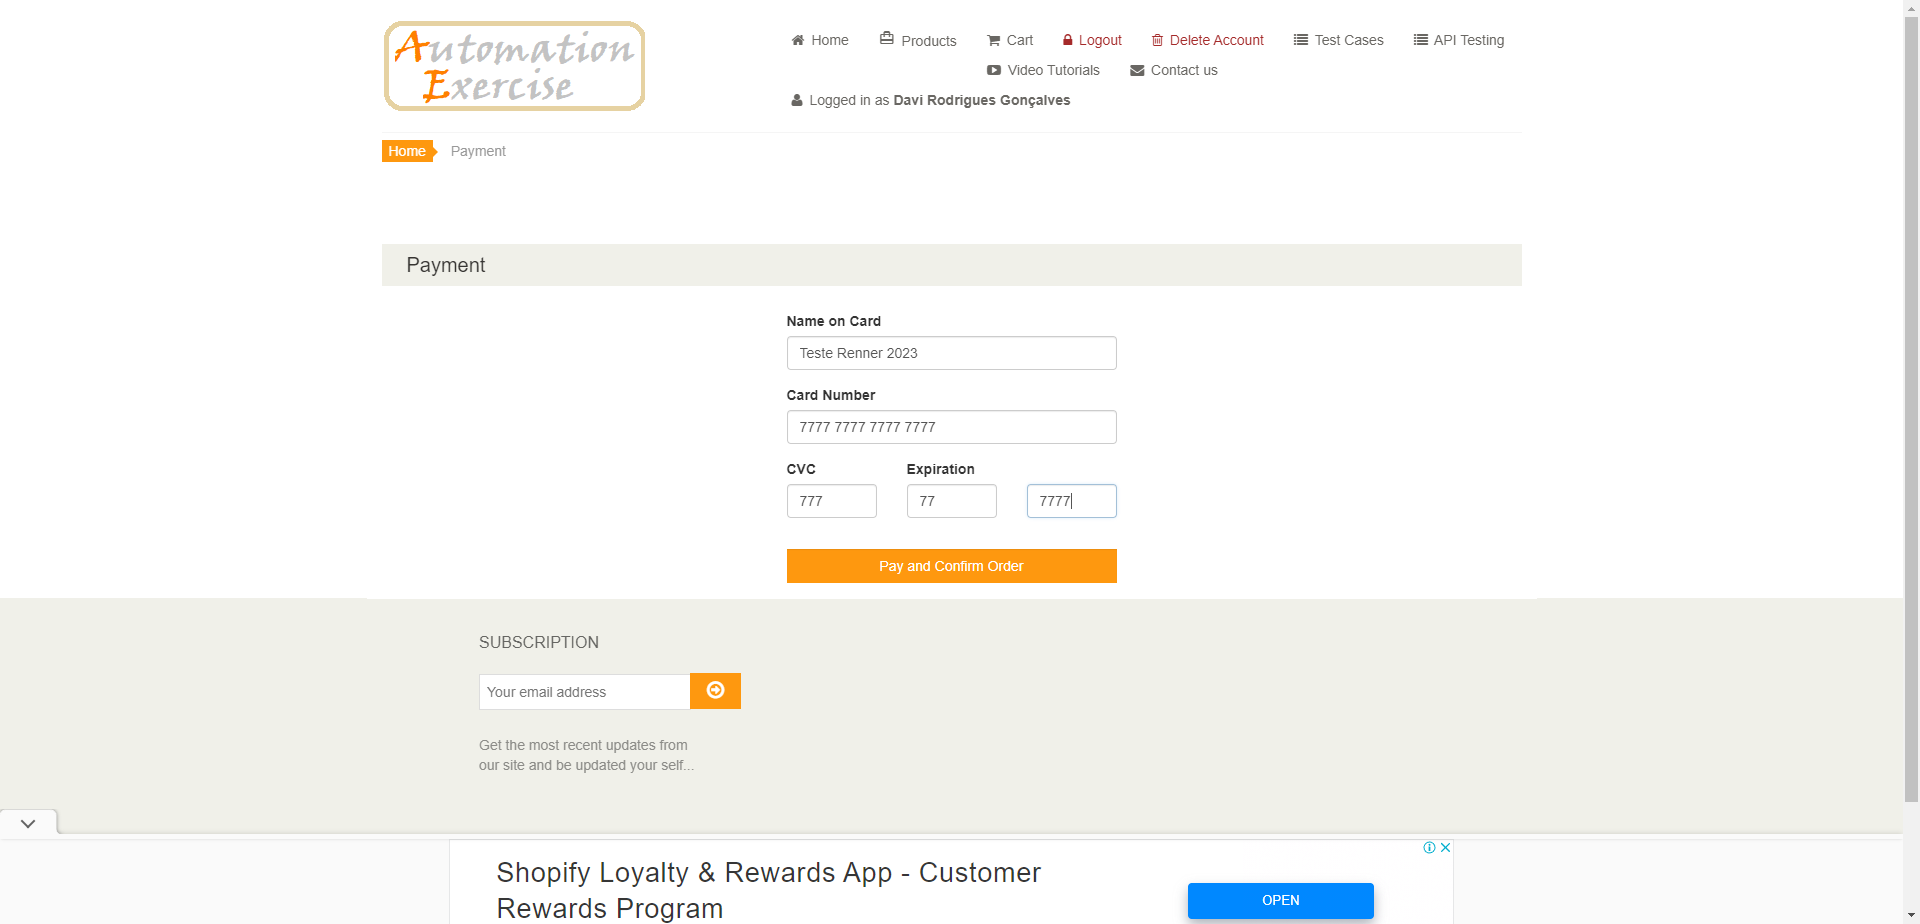 Automation
Exercise
Home Products Cart Logout Delete Account Test Cases API Testing
Video Tutorials Contact us
Logged in as Davi Rodrigues Gonçalves
Home Payment
Payment
Name on Card
Teste Renner 2023
Card Number
7777 7777 7777 7777
CVC Expiration
777 77 7777
Pay and Confirm Order
SUBSCRIPTION
Your email address
Get the most recent updates from
our site and be updated your self...
Shopify Loyalty & Rewards App - Customer
Rewards Program
OPEN